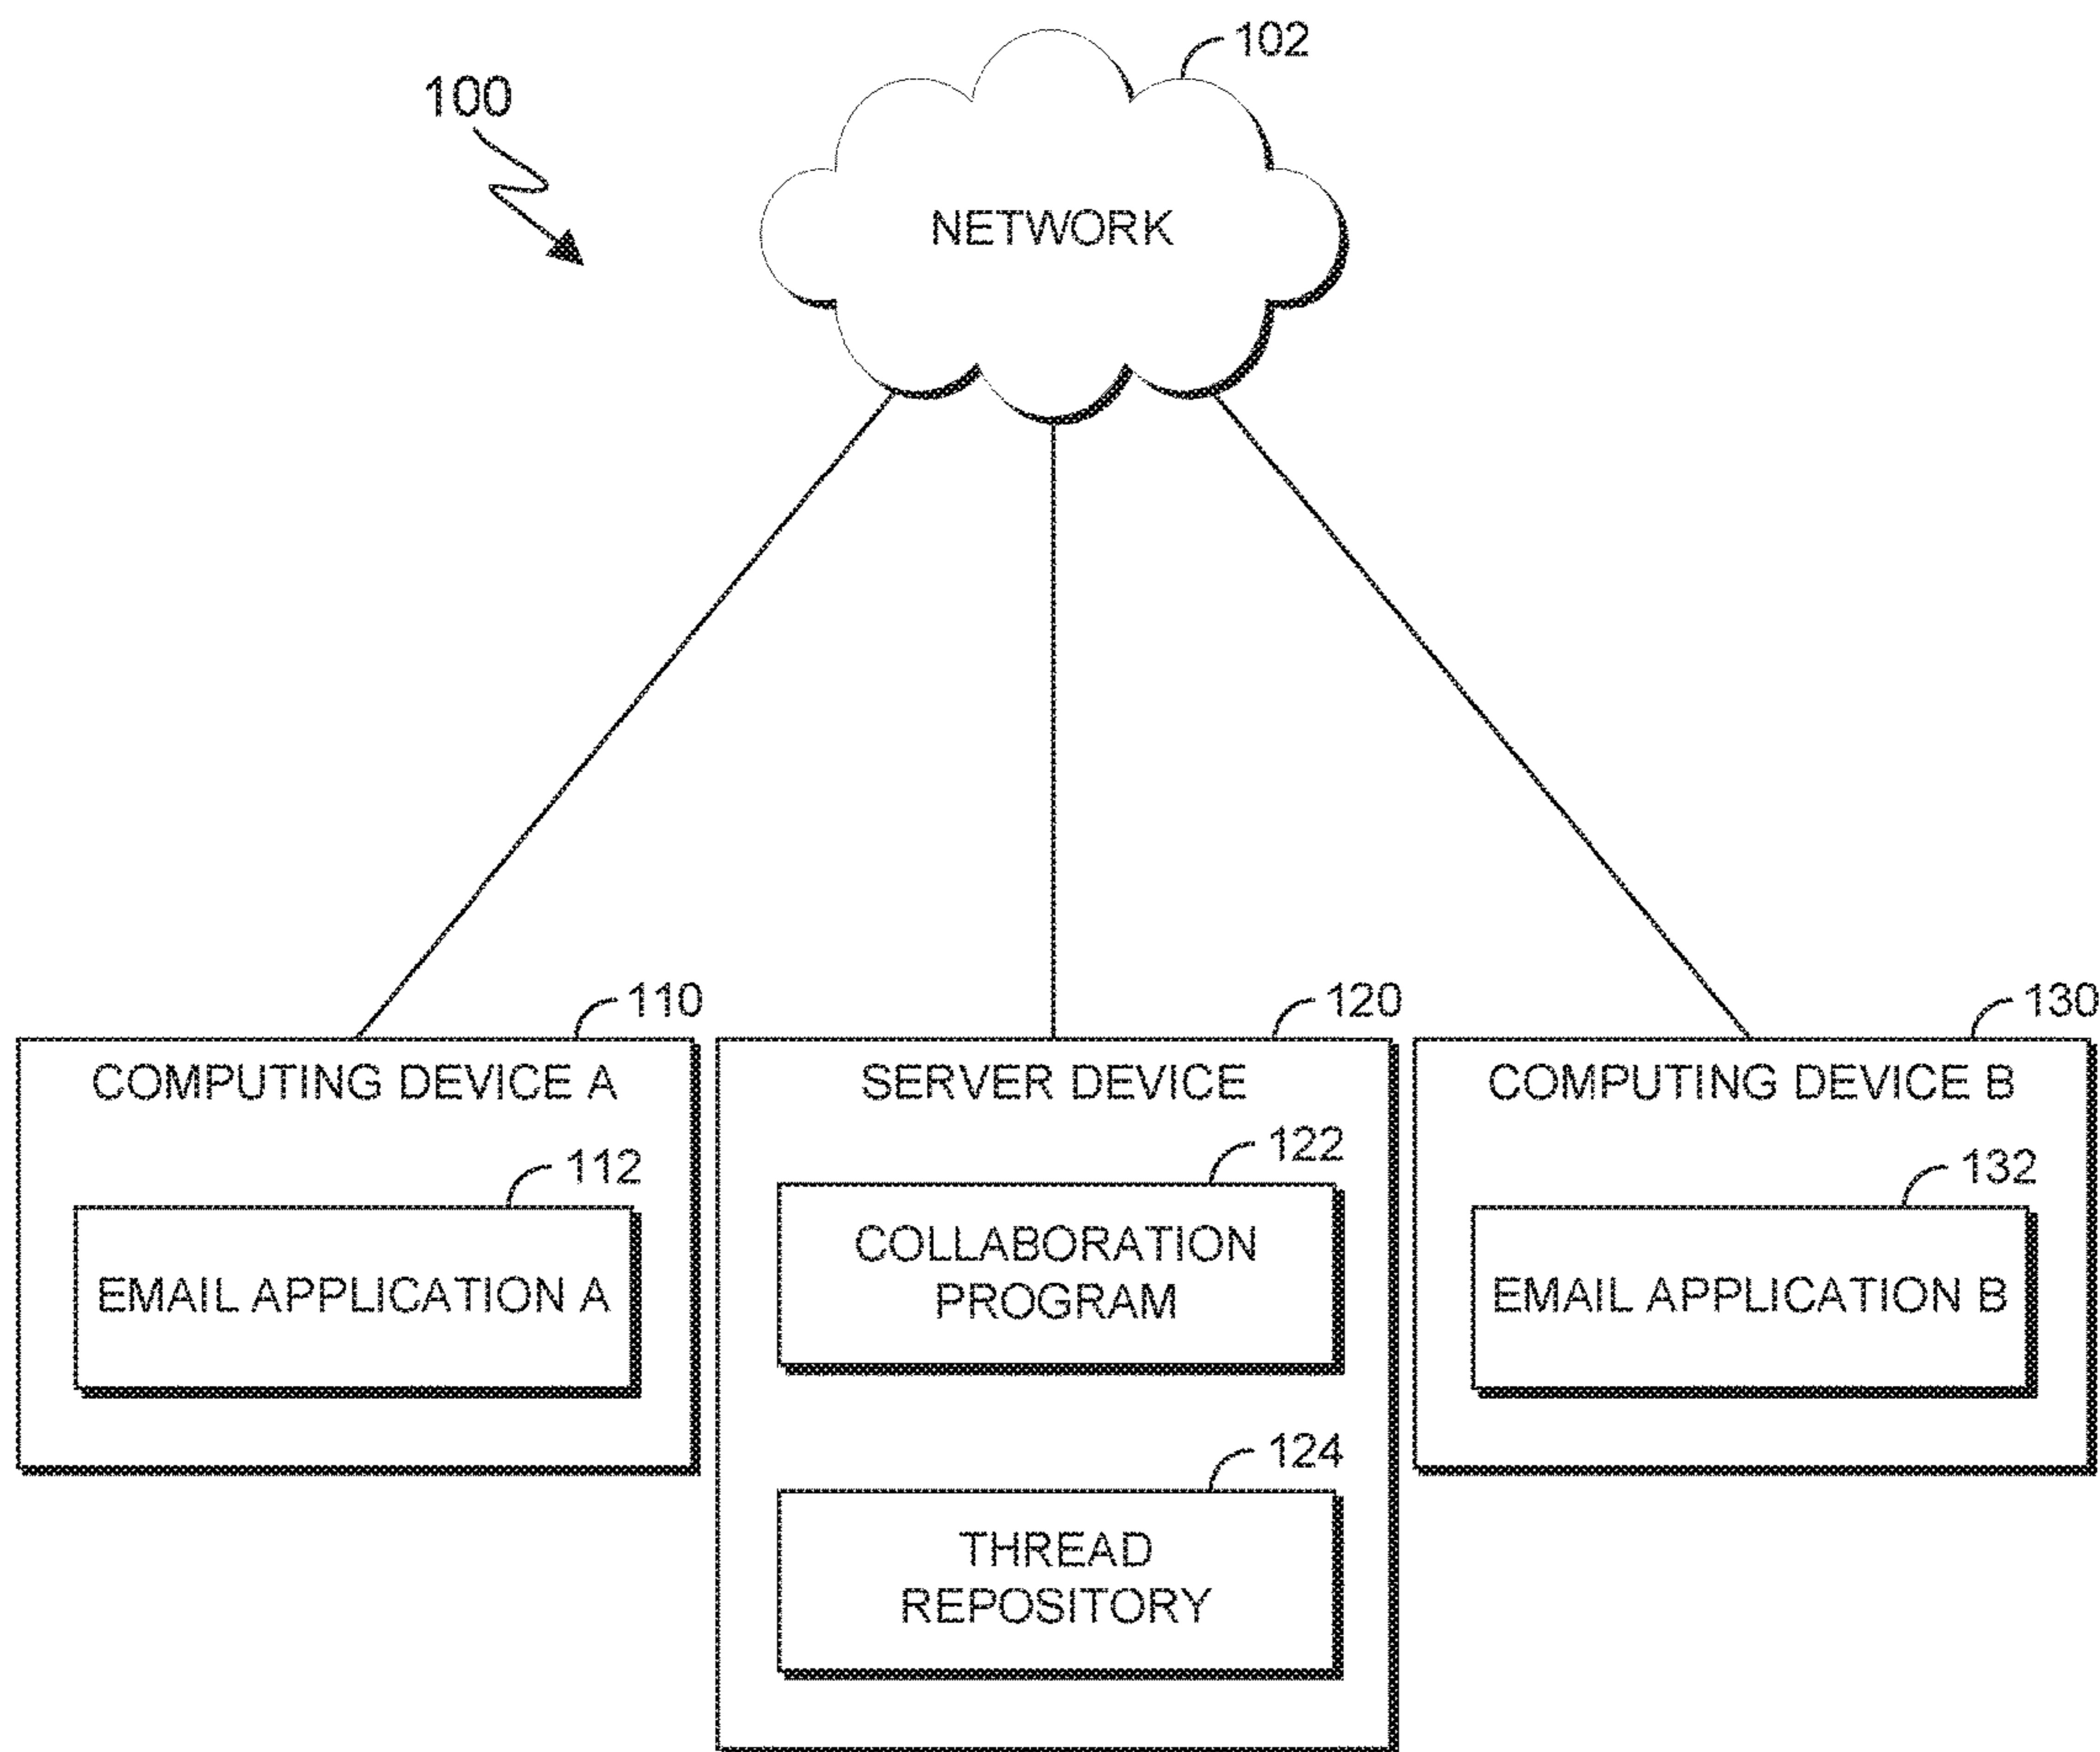 102
100
NETWORK
110
120
130
COMPUTING DEVICE A
SERVER DEVICE
COMPUTING DEVICE B
112
122
132
EMAIL APPLICATION A
COLLABORATION
PROGRAM
EMAIL APPLICATION B
124
THREAD
REPOSITORY